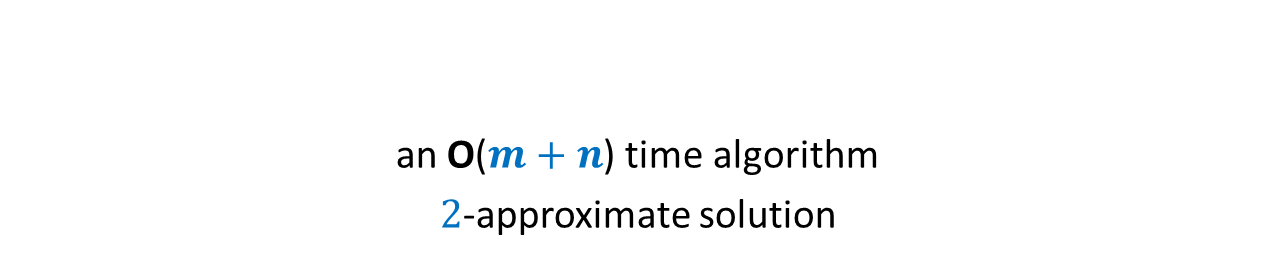 an O(m + n) time algorithm
2-approximate solution